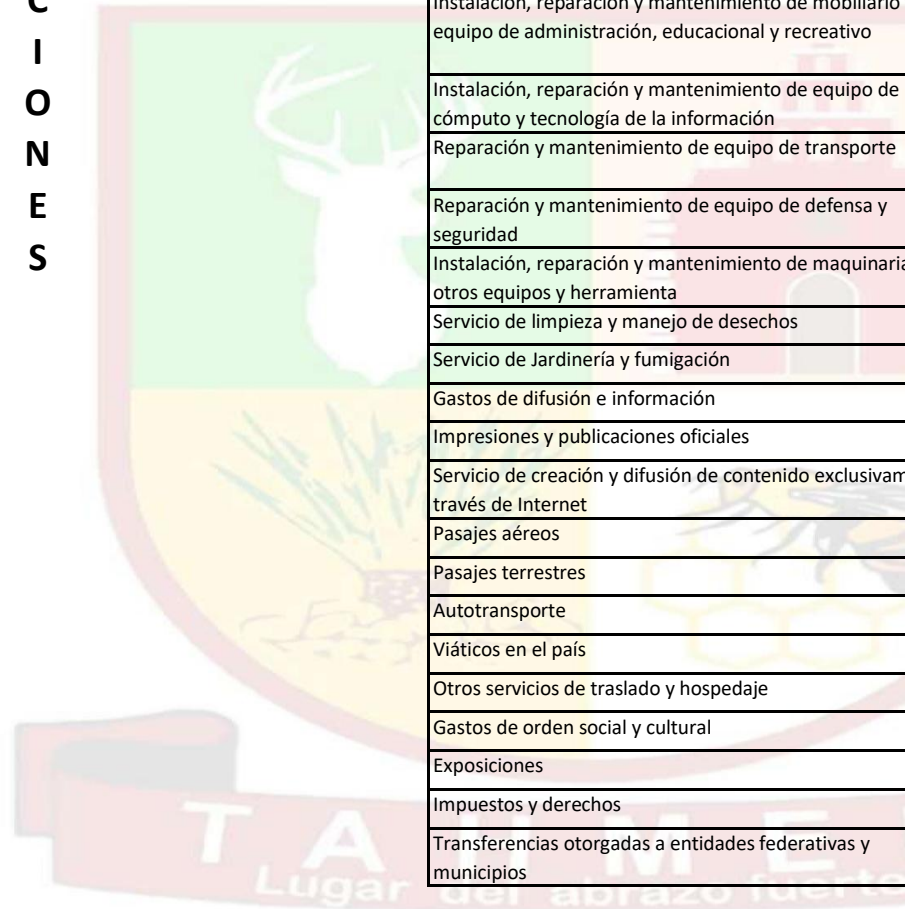 C
I
O
N
E
S
Instalación, reparación y mantenimiento de mobiliario
equipo de administración, educacional y recreativo
Instalación, reparación y mantenimiento de equipo de
cómputo y tecnología de la información
Reparación y mantenimiento de equipo de transporte
Reparación y mantenimiento de equipo de defensa y
seguridad
Instalación, reparación y mantenimiento de maquinaria
otros equipos y herramienta
Servicio de limpieza y manejo de desechos
Servicio de Jardinería y fumigación
Gastos de difusión e información
Impresiones y publicaciones oficiales
Servicio de creación y difusión de contenido exclusivam
través de Internet
Pasajes aéreos
Pasajes terrestres
Autotransporte
Viáticos en el país
Otros servicios de traslado y hospedaje
Gastos de orden social y cultural
Exposiciones
Impuestos y derechos
Transferencias otorgadas a entidades federativas y
municipios
Lugar del abrazo fuerte